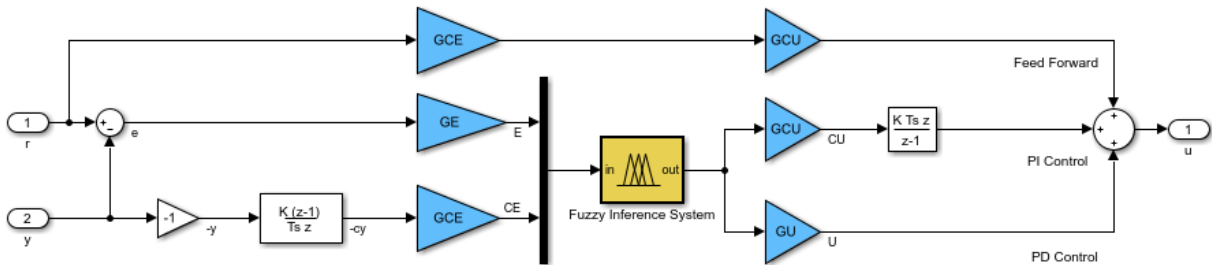 GCE
GCU
Feed Forward
1
r
+
−
e
GE
E
GCU
CU
K Ts z
z-1
PI Control
+
+
+
1
u
in
out
Fuzzy Inference System
2
y
-1
-y
K (z-1)
Ts z
-cy
GCE
CE
GU
U
PD Control